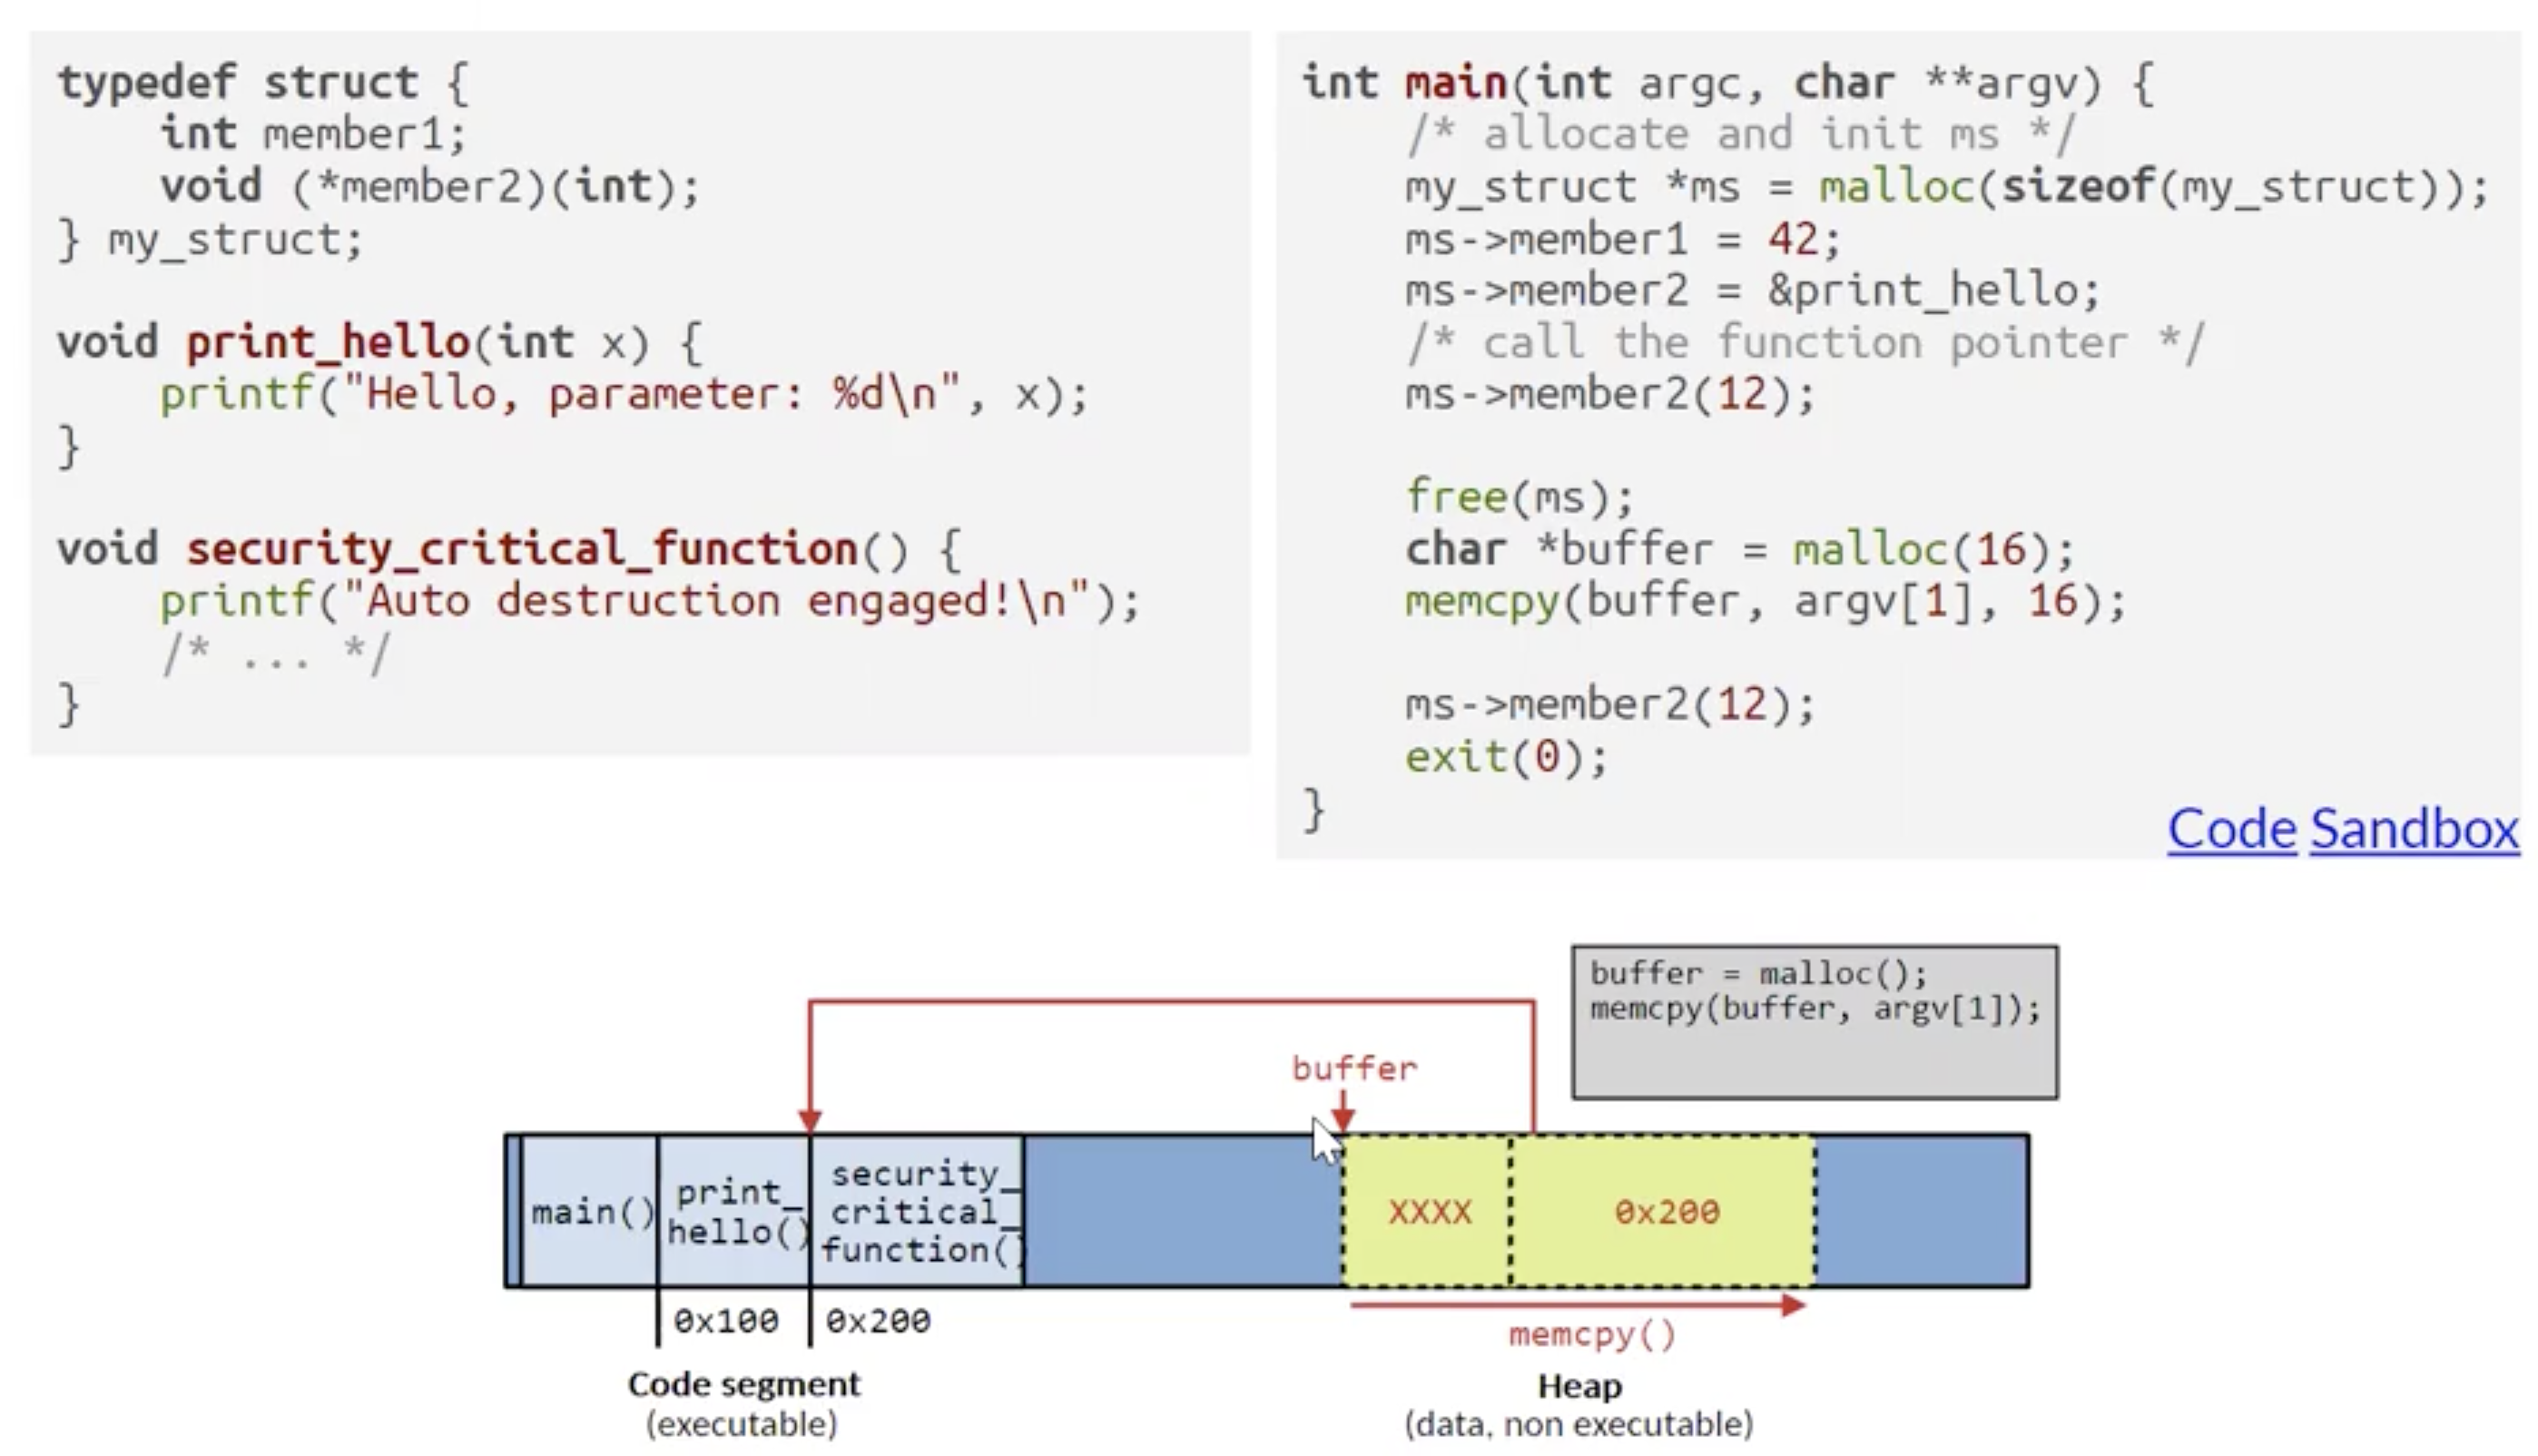 typedef struct {
    int member1;
    void (*member2)(int);
} my_struct;
void print_hello(int x) {
    printf("Hello, parameter: %d\n", x);
}
void security_critical_function() {
    printf("Auto destruction engaged!\n");
    /* ... */
}
int main(int argc, char **argv) {
    /* allocate and init ms */
    my_struct *ms = malloc(sizeof(my_struct));
    ms->member1 = 42;
    ms->member2 = &print_hello;
    /* call the function pointer */
    ms->member2(12);
    free(ms);
    char *buffer = malloc(16);
    memcpy(buffer, argv[1], 16);
    ms->member2(12);
    exit(0);
}
Code Sandbox
buffer = malloc();
memcpy(buffer, argv[1]);
buffer
main()
print_
hello()
security_
critical_
function()
XXXX
0x200
0x100
0x200
memcpy()
Code segment
(executable)
Heap
(data, non executable)